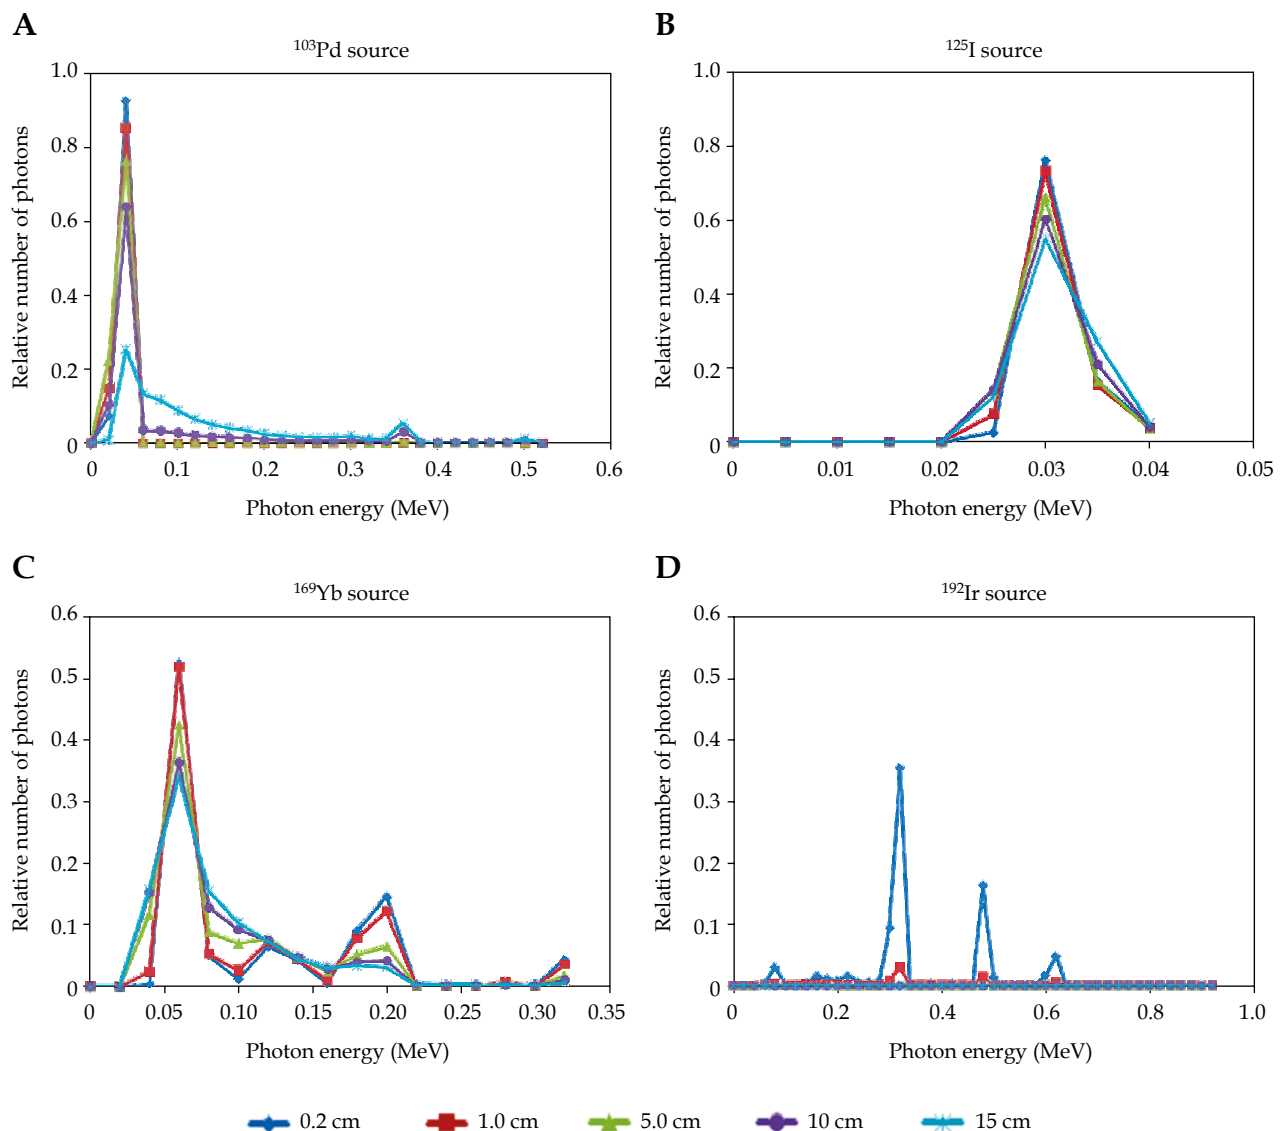 A
¹⁰³Pd source
1.0
0.8
0.6
0.4
0.2
0
Relative number of photons
0 0.1 0.2 0.3 0.4 0.5 0.6
Photon energy (MeV)
B
¹²⁵I source
1.0
0.8
0.6
0.4
0.2
0
Relative number of photons
0 0.01 0.02 0.03 0.04 0.05
Photon energy (MeV)
C
¹⁶⁹Yb source
0.6
0.5
0.4
0.3
0.2
0.1
0
Relative number of photons
0 0.05 0.10 0.15 0.20 0.26 0.30 0.35
Photon energy (MeV)
D
¹⁹²Ir source
0.6
0.5
0.4
0.3
0.2
0.1
0
Relative number of photons
0 0.2 0.4 0.6 0.8 1.0
Photon energy (MeV)
0.2 cm 1.0 cm 5.0 cm 10 cm 15 cm